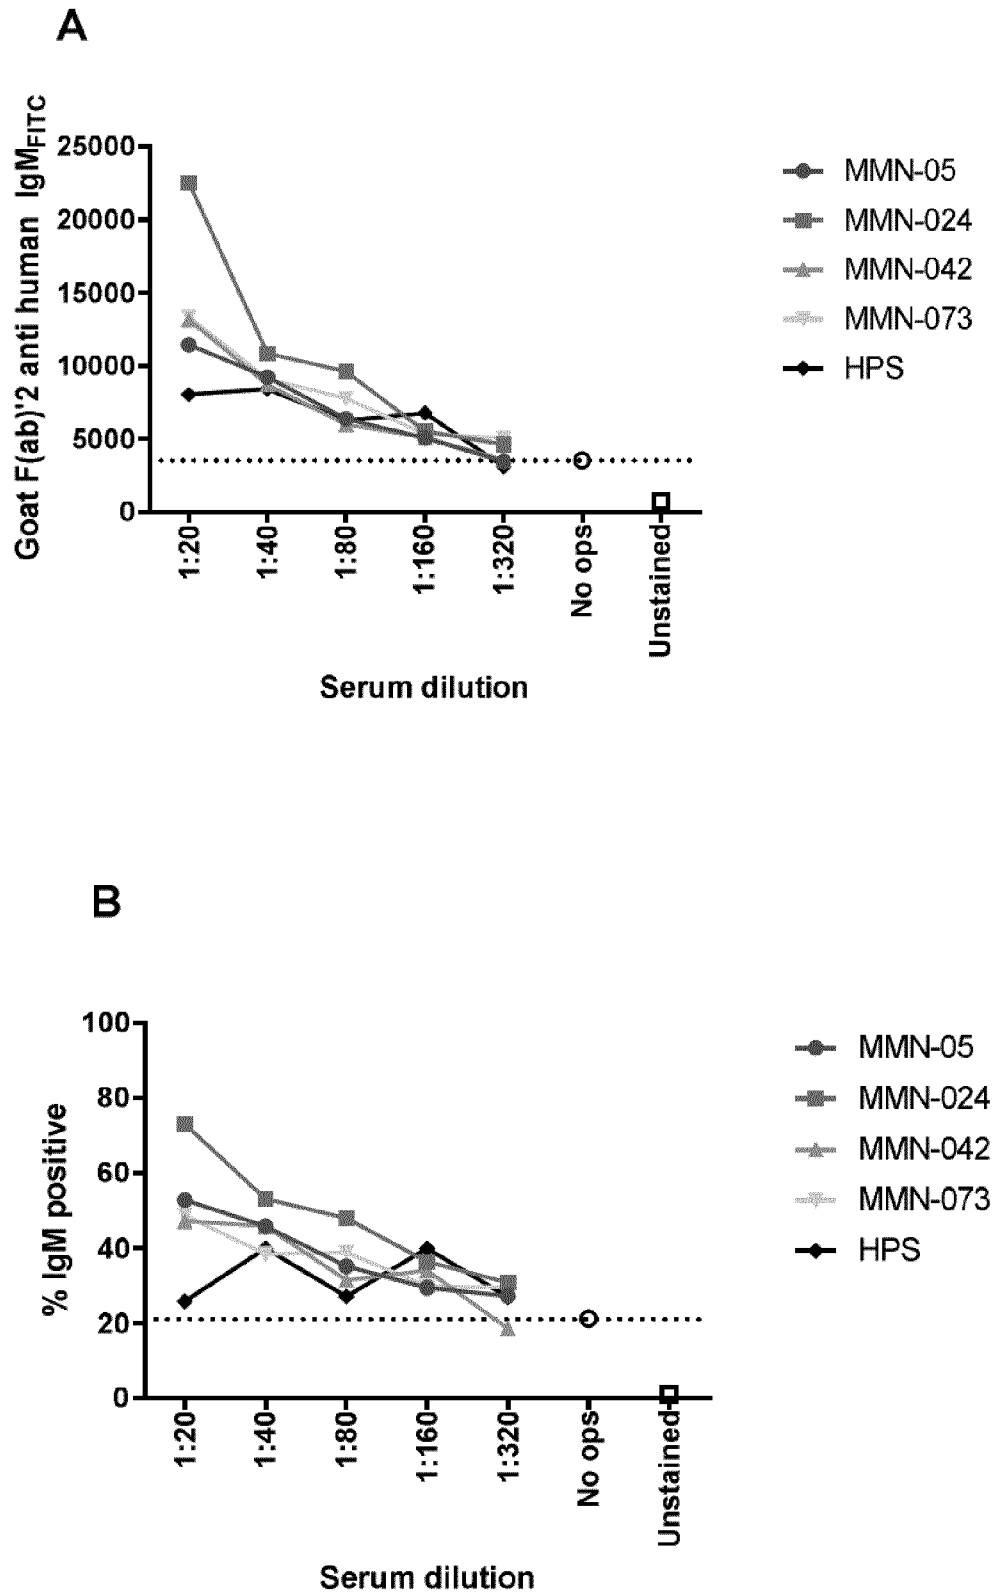 A
Goat F(ab)'2 anti human IgMFITC
25000
20000
15000
10000
5000
0
1:20
1:40
1:80
1:160
1:320
No ops
Unstained
Serum dilution
MMN-05
MMN-024
MMN-042
MMN-073
HPS
B
% IgM positive
100
80
60
40
20
0
1:20
1:40
1:80
1:160
1:320
No ops
Unstained
Serum dilution
MMN-05
MMN-024
MMN-042
MMN-073
HPS